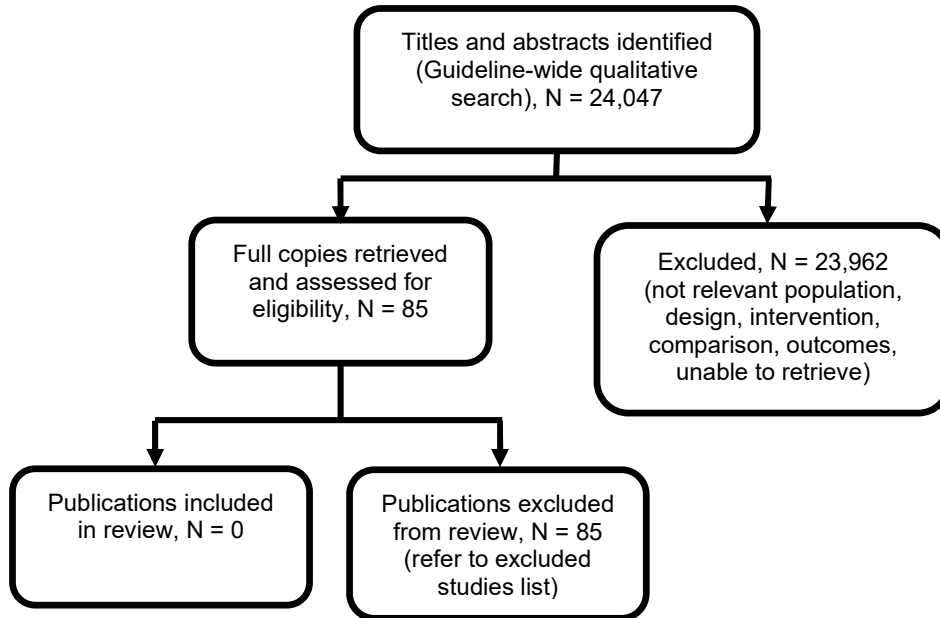 Titles and abstracts identified
(Guideline-wide qualitative
search), N = 24,047
Full copies retrieved
and assessed for
eligibility, N = 85
Excluded, N = 23,962
(not relevant population,
design, intervention,
comparison, outcomes,
unable to retrieve)
Publications included
in review, N = 0
Publications excluded
from review, N = 85
(refer to excluded
studies list)